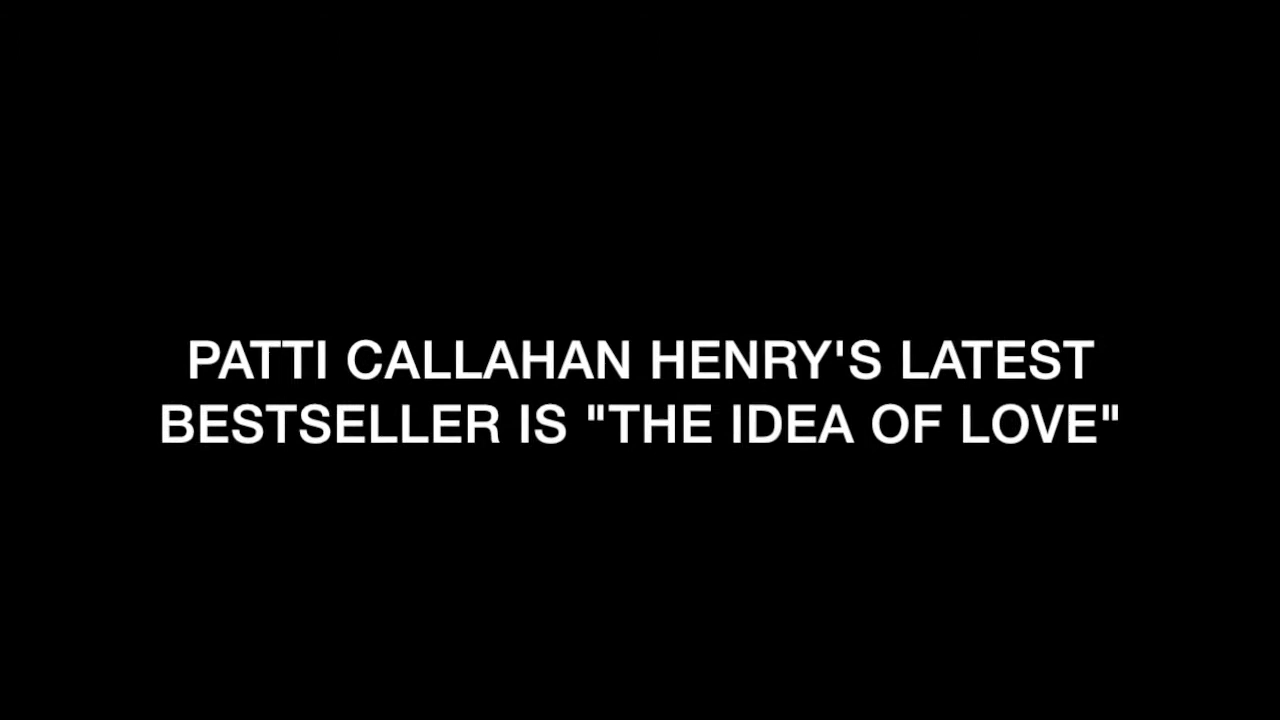 PATTI CALLAHAN HENRY'S LATEST
BESTSELLER IS "THE IDEA OF LOVE"